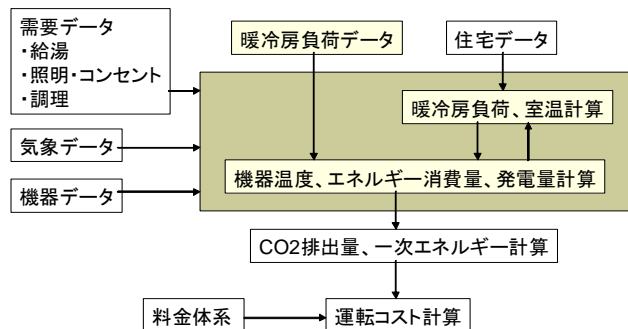 需要データ
・給湯
・照明・コンセント
・調理
暖冷房負荷データ
住宅データ
暖冷房負荷、室温計算
気象データ
機器データ
機器温度、エネルギー消費量、発電量計算
CO2排出量、一次エネルギー計算
料金体系
運転コスト計算